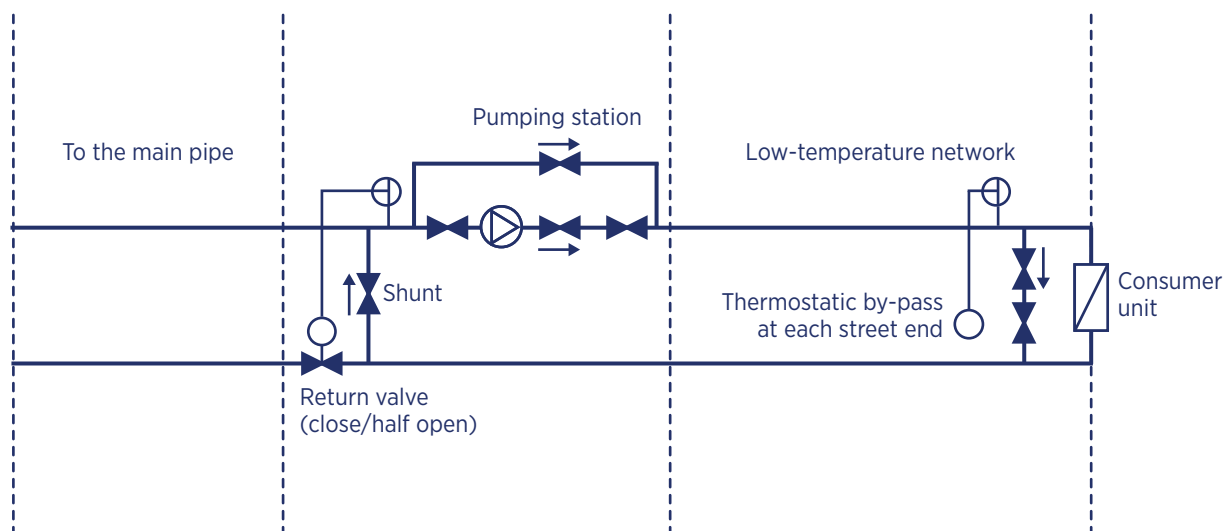 Pumping station
To the main pipe
Low-temperature network
Shunt
Consumer
unit
Thermostatic by-pass
at each street end
Return valve
(close/half open)